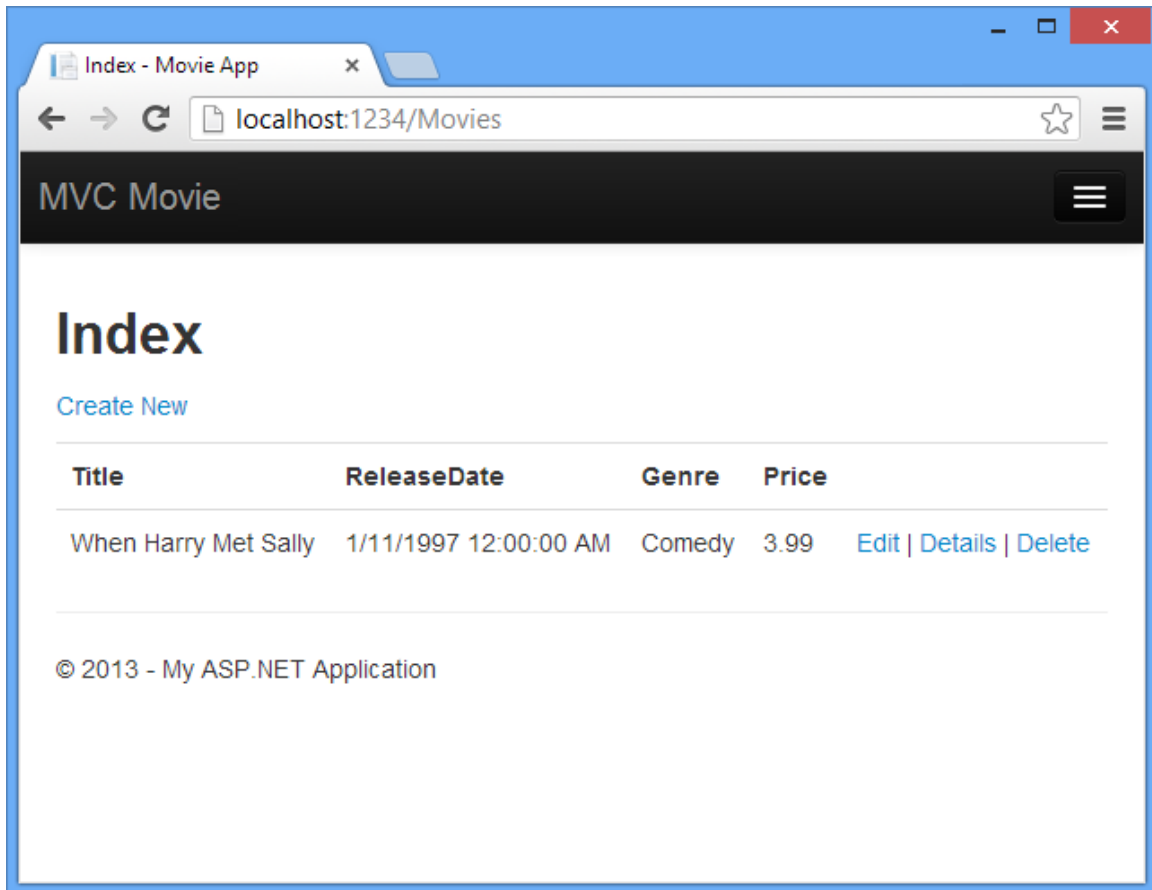 Index - Movie App
localhost:1234/Movies
MVC Movie
Index
Create New
Title ReleaseDate Genre Price
When Harry Met Sally 1/11/1997 12:00:00 AM Comedy 3.99 Edit | Details | Delete
© 2013 - My ASP.NET Application